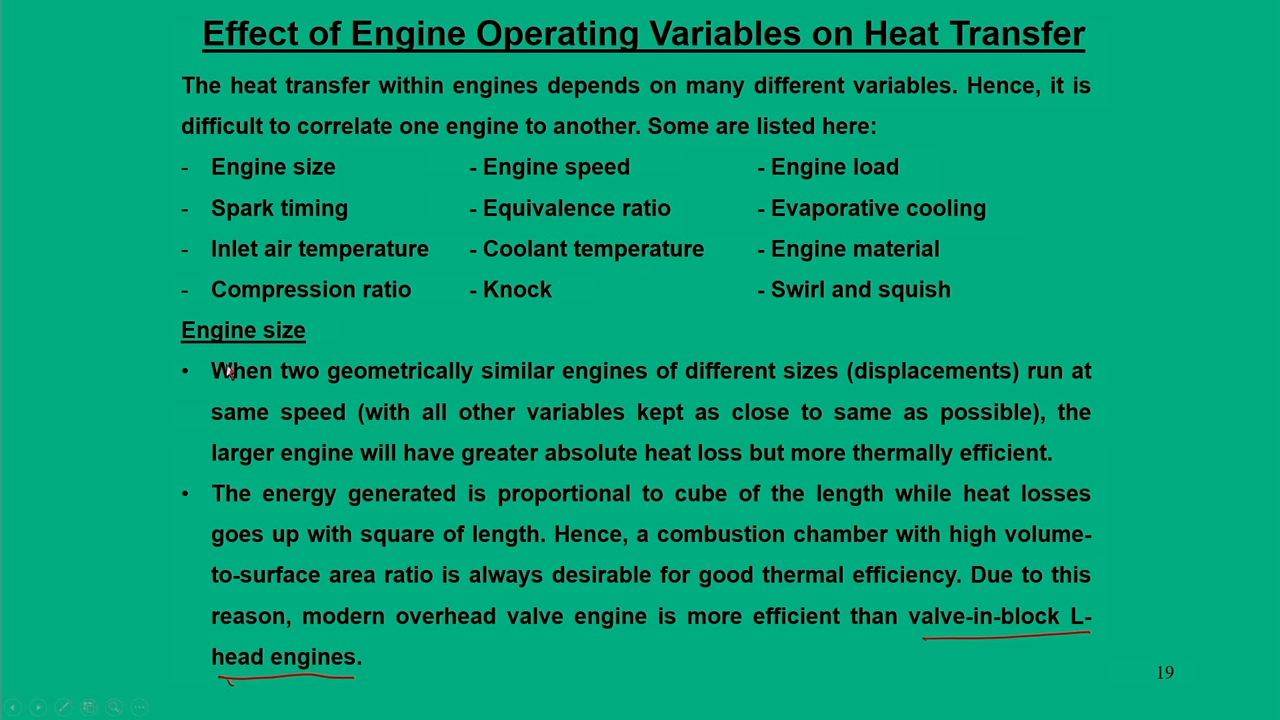 Effect of Engine Operating Variables on Heat Transfer
The heat transfer within engines depends on many different variables. Hence, it is
difficult to correlate one engine to another. Some are listed here:
- Engine size - Engine speed - Engine load
- Spark timing - Equivalence ratio - Evaporative cooling
- Inlet air temperature - Coolant temperature - Engine material
- Compression ratio - Knock - Swirl and squish
Engine size
• When two geometrically similar engines of different sizes (displacements) run at
same speed (with all other variables kept as close to same as possible), the
larger engine will have greater absolute heat loss but more thermally efficient.
• The energy generated is proportional to cube of the length while heat losses
goes up with square of length. Hence, a combustion chamber with high volume-
to-surface area ratio is always desirable for good thermal efficiency. Due to this
reason, modern overhead valve engine is more efficient than valve-in-block L-
head engines.
19